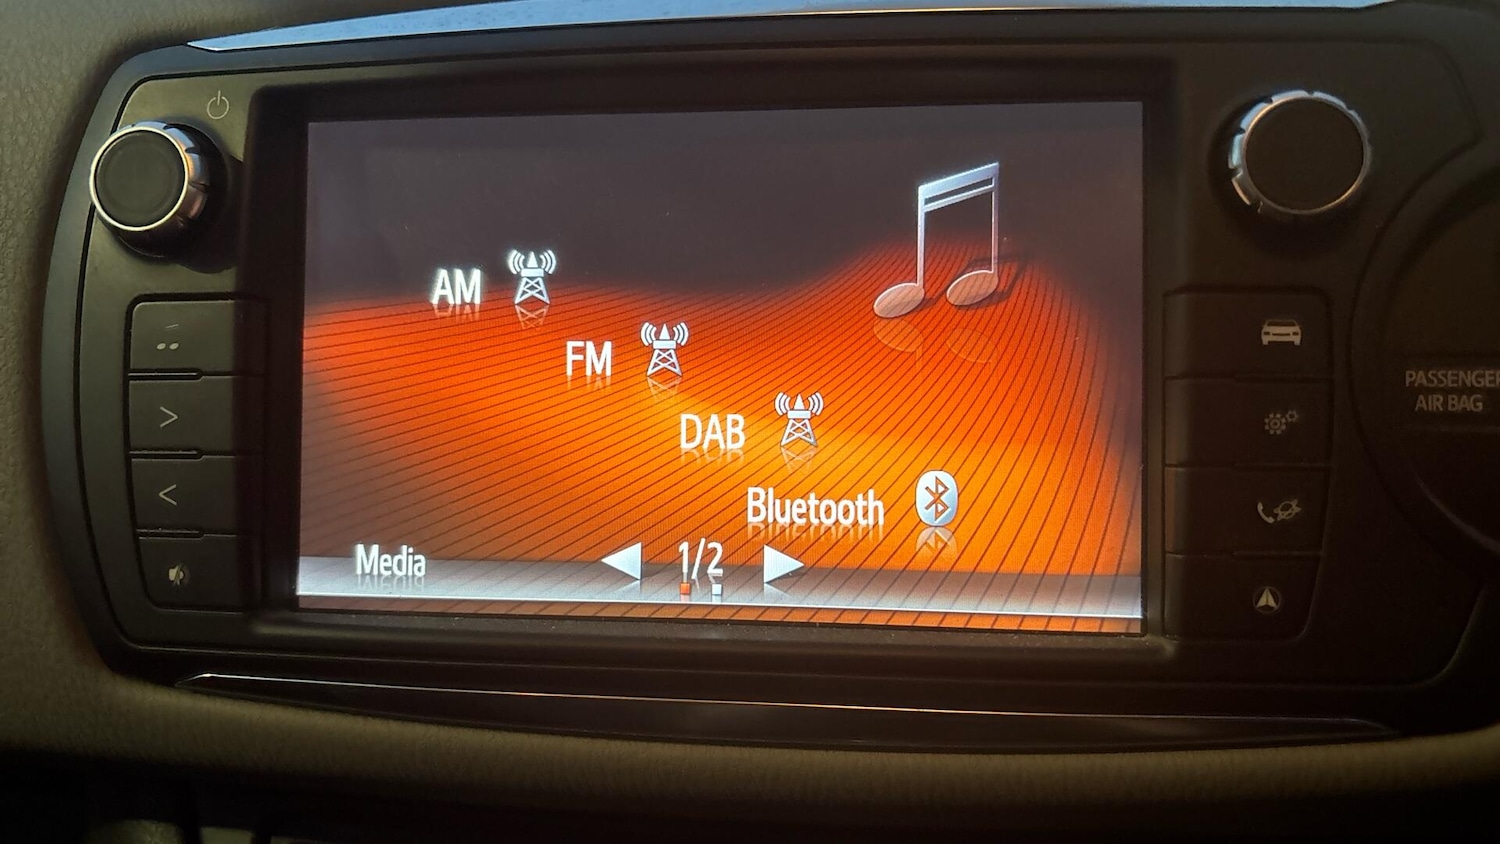 AM
FM
DAB
Bluetooth
Media
1/2
PASSENGER
AIR BAG